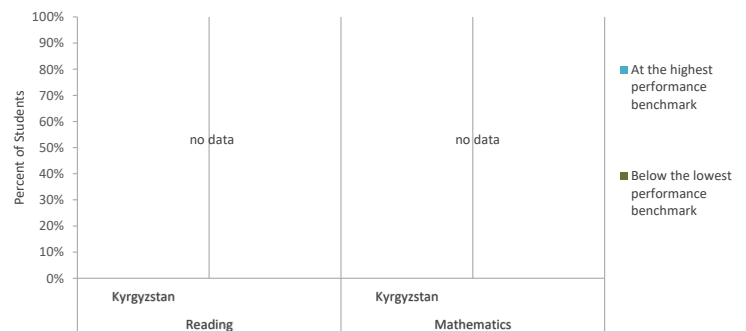 100%
90%
80%
70%
60%
50%
40%
30%
20%
10%
0%
Percent of Students
no data
no data
Kyrgyzstan
Kyrgyzstan
Reading
Mathematics
At the highest
performance
benchmark
Below the lowest
performance
benchmark